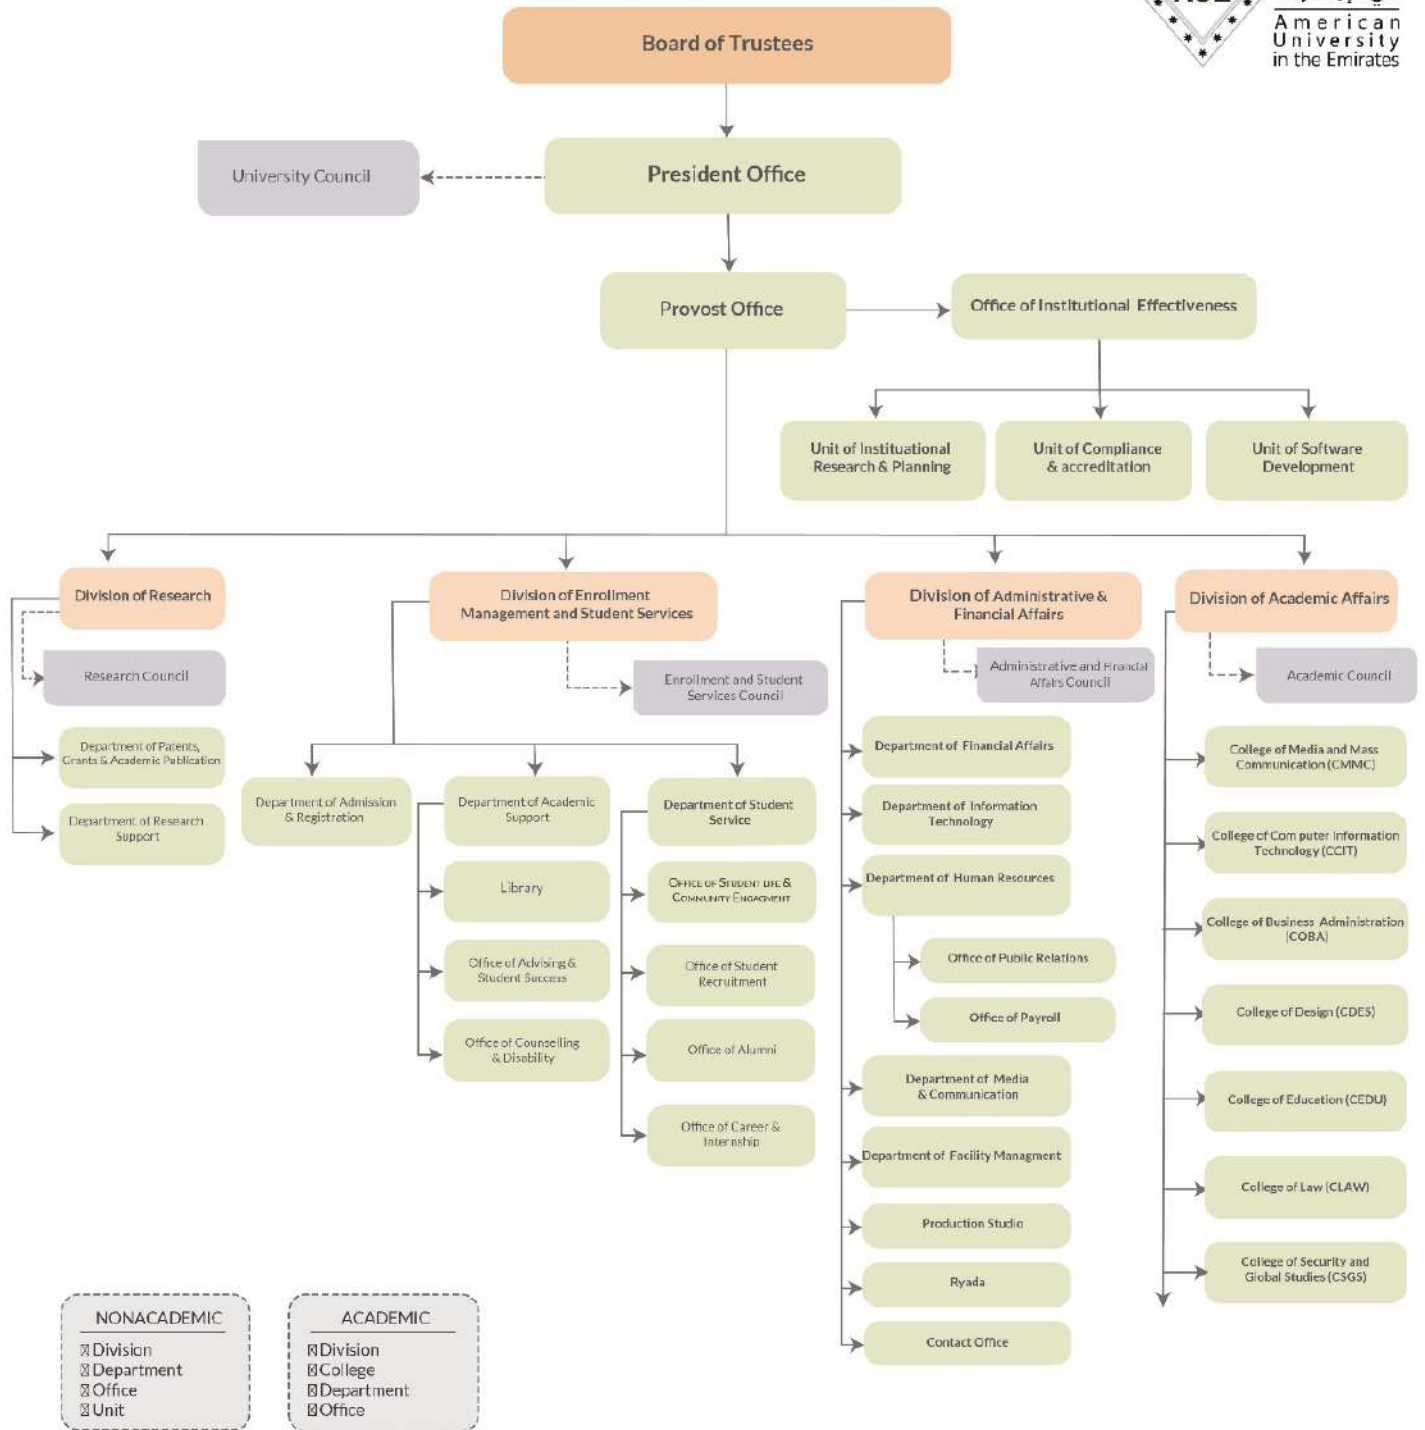 Board of Trustees
American
University
in the Emirates
University Council
President Office
Provost Office
Office of Institutional Effectiveness
Unit of Instituational
Research & Planning
Unit of Compliance
& accreditation
Unit of Software
Development
Division of Research
Research Council
Department of Patents,
Grants & Academic Publication
Department of Research
Support
Division of Enrollment
Management and Student Services
Enrollment and Student
Services Council
Department of Admission
& Registration
Department of Academic
Support
Library
Office of Advising &
Student Success
Office of Counselling
& Disability
Department of Student
Service
OFFICE OF STUDENT LIFE &
COMMUNITY ENGAGMENT
Office of Student
Recruitment
Office of Alumni
Office of Career &
Internship
Division of Administrative &
Financial Affairs
Administrative and Financial
Affairs Council
Department of Financial Affairs
Department of Information
Technology
Department of Human Resources
Office of Public Relations
Office of Payroll
Department of Media
& Communication
Department of Facility Managment
Production Studio
Ryada
Contact Office
Division of Academic Affairs
Academic Council
College of Media and Mass
Communication (CMMC)
College of Computer Information
Technology (CCIT)
College of Business Administration
(COBA)
College of Design (CDES)
College of Education (CEDU)
College of Law (CLAW)
College of Security and
Global Studies (CSGS)
NONACADEMIC
Division
Department
Office
Unit
ACADEMIC
Division
College
Department
Office